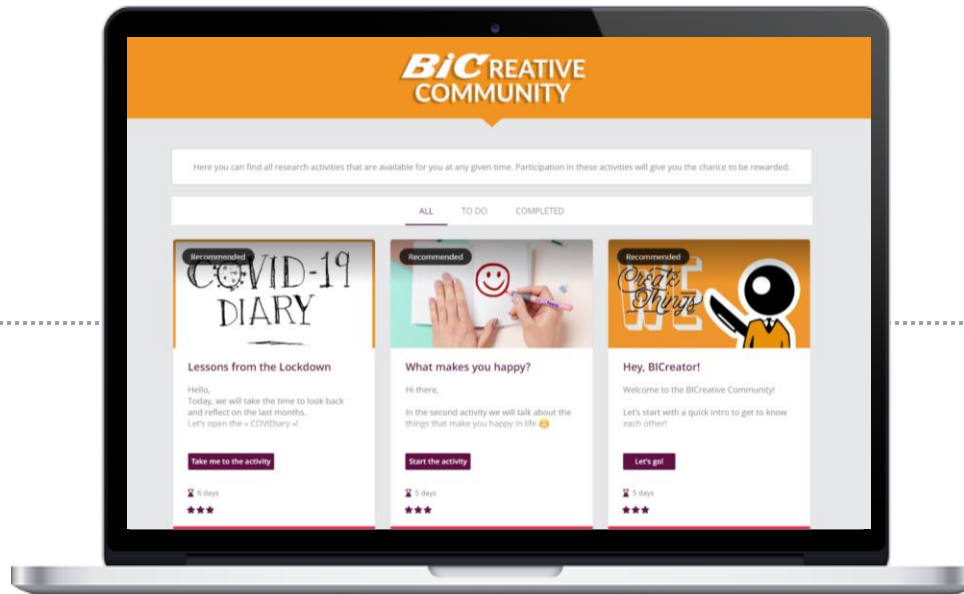 BiCREATIVE
COMMUNITY
Here you can find all research activities that are available for you at any given time. Participation in these activities will give you the chance to be rewarded.
ALL TO DO COMPLETED
Recommended
COVID-19
DIARY
Lessons from the Lockdown
Hello,
Today, we will take the time to look back
and reflect on the last months.
Let's open the « COVIDiary »!
Take me to the activity
6 days
Recommended
What makes you happy?
Hi there,
In the second activity we will talk about the
things that make you happy in life 😊
Start the activity
5 days
Recommended
WE
Create
Things
Hey, BICreator!
Welcome to the BICreative Community!
Let's start with a quick intro to get to know
each other!
Let's go!
5 days